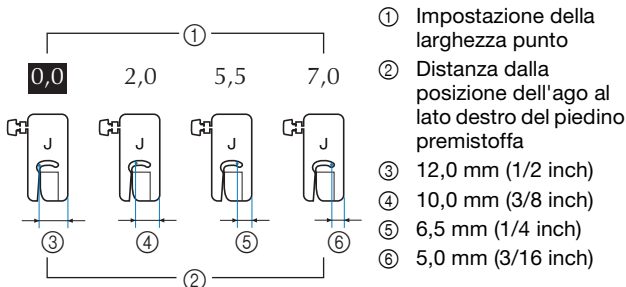 ①
0,0 2,0 5,5 7,0
J J J J
③ ④ ⑤ ⑥
②
① Impostazione della
larghezza punto
② Distanza dalla
posizione dell'ago al
lato destro del piedino
premistoffa
③ 12,0 mm (1/2 inch)
④ 10,0 mm (3/8 inch)
⑤ 6,5 mm (1/4 inch)
⑥ 5,0 mm (3/16 inch)